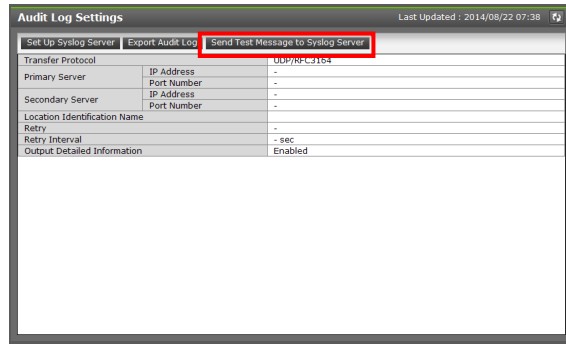 Audit Log Settings Last Updated : 2014/08/22 07:38
Set Up Syslog Server Export Audit Log Send Test Message to Syslog Server
Transfer Protocol UDP/RFC3164
Primary Server IP Address -
Port Number -
Secondary Server IP Address -
Port Number -
Location Identification Name
Retry -
Retry Interval - sec
Output Detailed Information Enabled